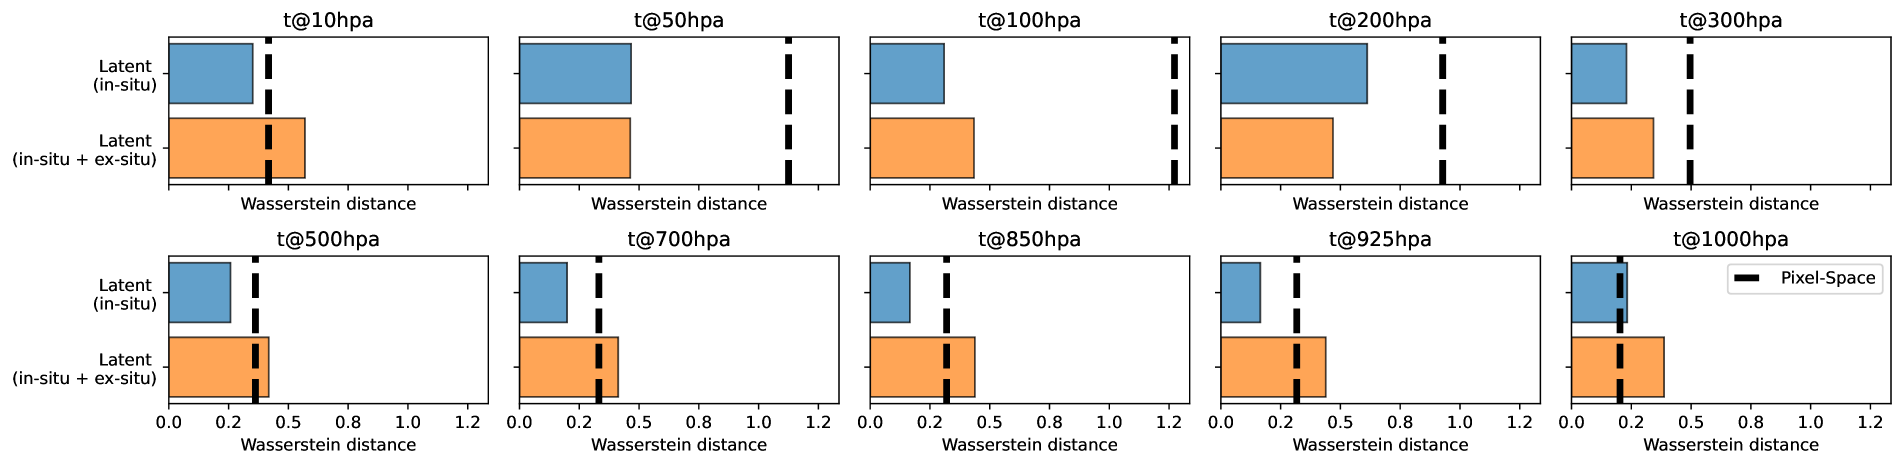 t@10hpa t@50hpa t@100hpa t@200hpa t@300hpa
Latent
(in-situ)
Latent
(in-situ + ex-situ)
Wasserstein distance Wasserstein distance Wasserstein distance Wasserstein distance Wasserstein distance
t@500hpa t@700hpa t@850hpa t@925hpa t@1000hpa
Latent
(in-situ)
Pixel-Space
Latent
(in-situ + ex-situ)
0.0 0.2 0.5 0.8 1.0 1.2 0.0 0.2 0.5 0.8 1.0 1.2 0.0 0.2 0.5 0.8 1.0 1.2 0.0 0.2 0.5 0.8 1.0 1.2 0.0 0.2 0.5 0.8 1.0 1.2
Wasserstein distance Wasserstein distance Wasserstein distance Wasserstein distance Wasserstein distance